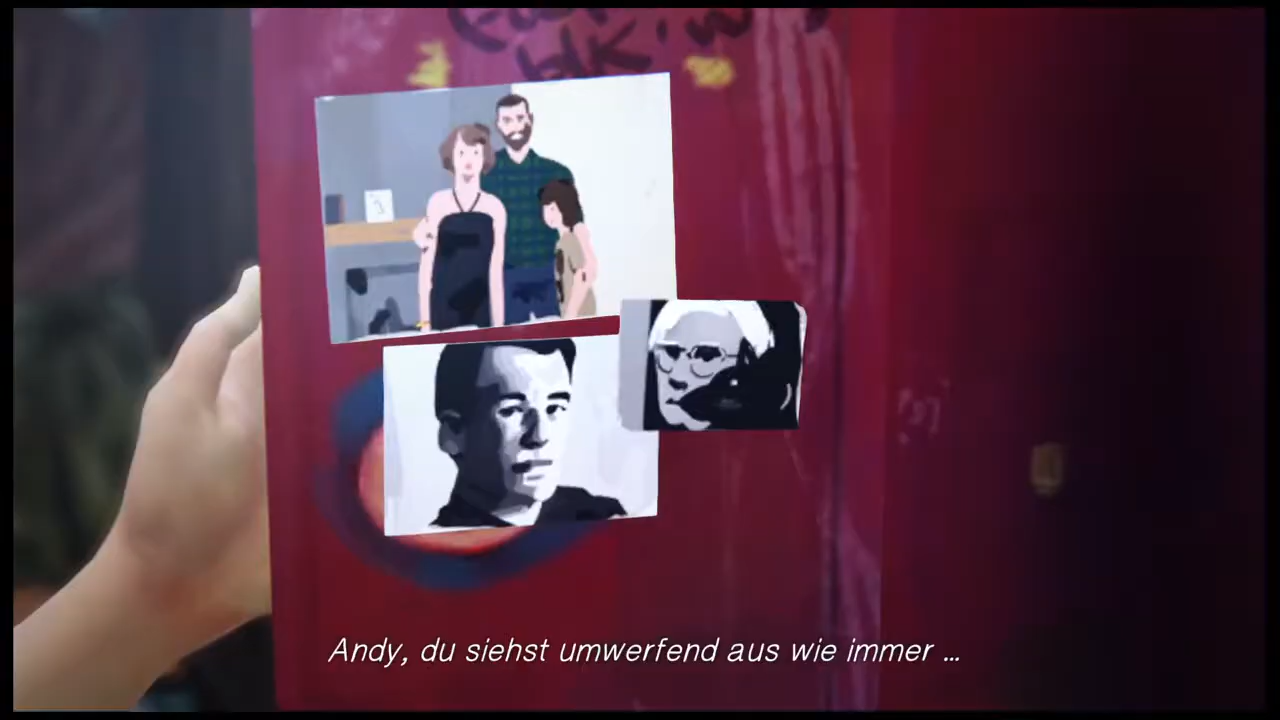 Andy, du siehst umwerfend aus wie immer ...